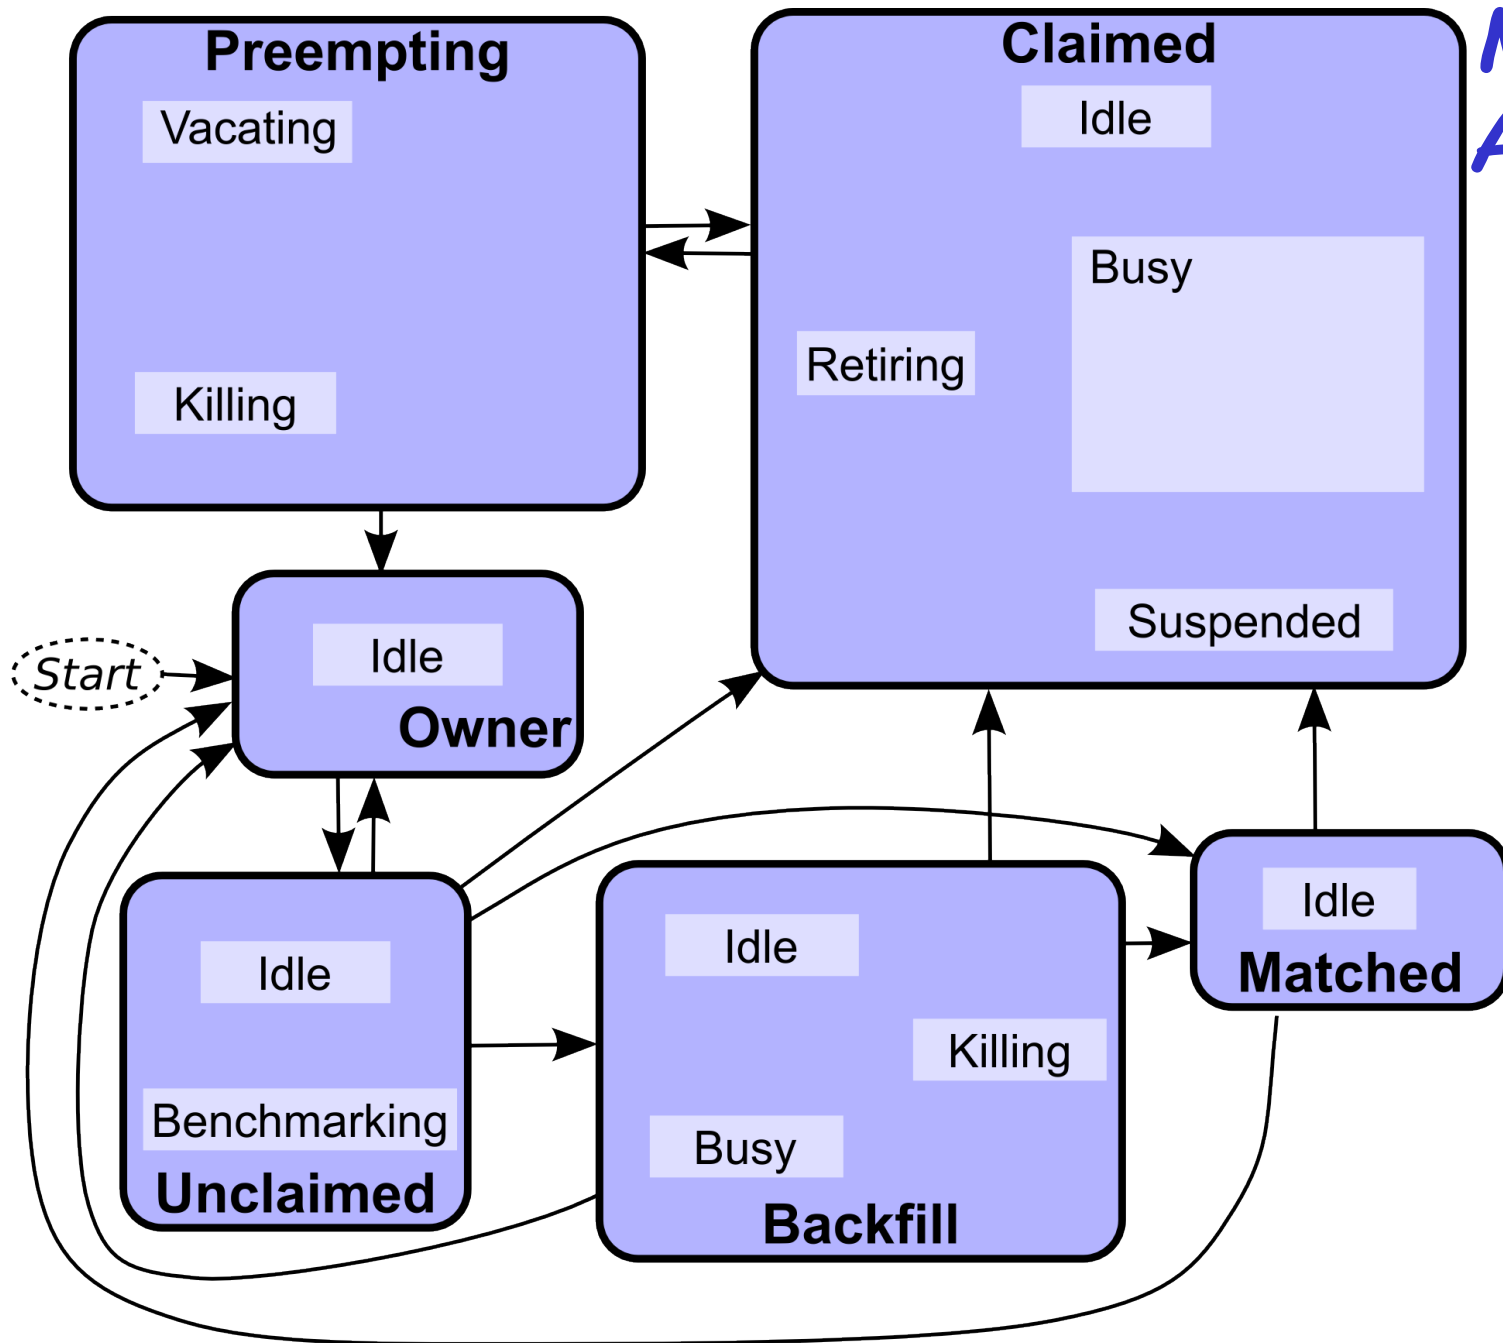 Preempting
Vacating
Killing
Claimed
Idle
Busy
Retiring
Suspended
Start
Idle
Owner
Idle
Benchmarking
Unclaimed
Idle
Killing
Busy
Backfill
Idle
Matched